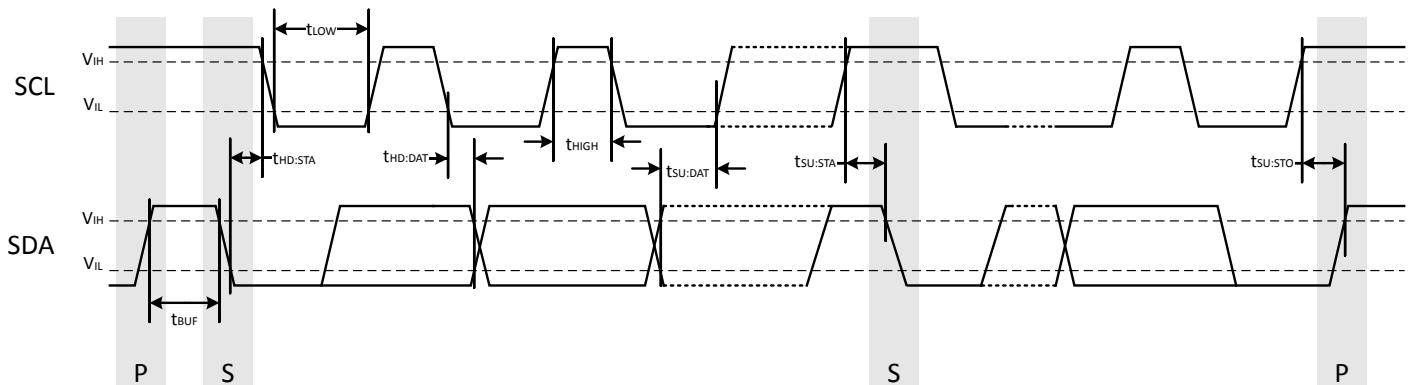 tLOW
VIH
SCL
VIL
tHD:STA
tHD:DAT
tHIGH
tSU:DAT
tSU:STA
tSU:STO
VIH
SDA
VIL
tBUF
P
S
S
P